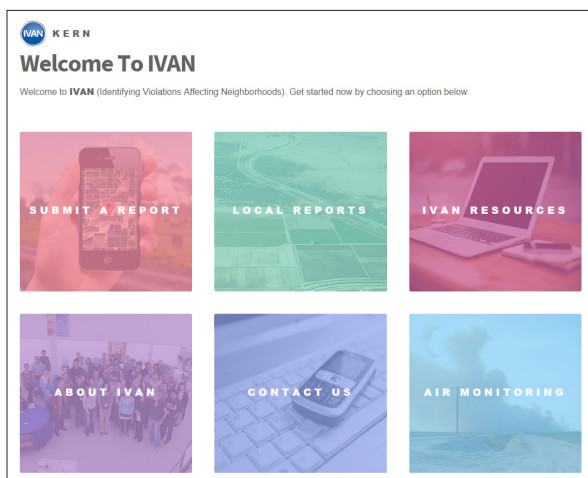 IVAN KERN
Welcome To IVAN
Welcome to IVAN (Identifying Violations Affecting Neighborhoods). Get started now by choosing an option below.
SUBMIT A REPORT
LOCAL REPORTS
IVAN RESOURCES
ABOUT IVAN
CONTACT US
AIR MONITORING